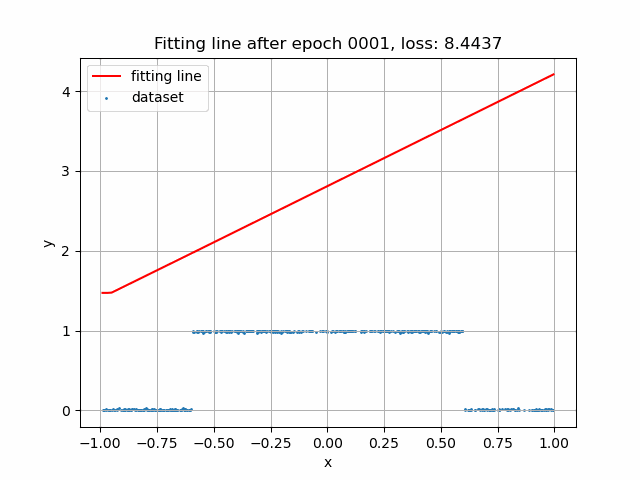 Fitting line after epoch 0001, loss: 8.4437
fitting line
dataset
4
3
2
1
0
y
−1.00 −0.75 −0.50 −0.25 0.00 0.25 0.50 0.75 1.00
x